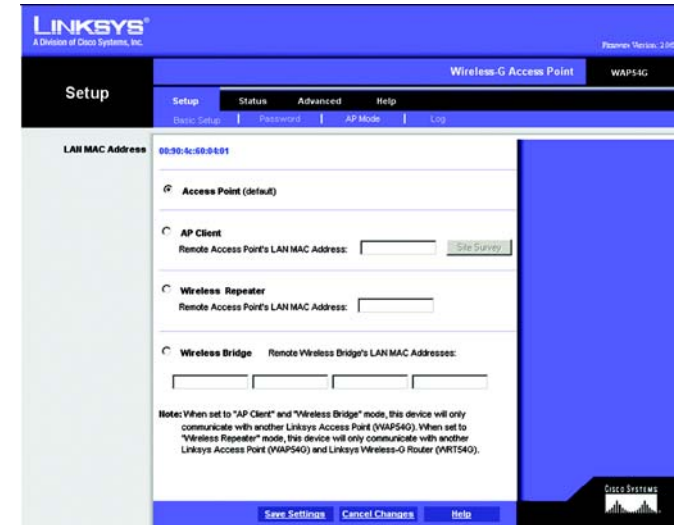 LINKSYS®
A Division of Cisco Systems, Inc.
Firmware Version: 2.06
Wireless-G Access Point WAP54G
Setup
Setup Status Advanced Help
Basic Setup | Password | AP Mode | Log
LAN MAC Address 00:90:4c:60:04:01
Access Point (default)
AP Client
Remote Access Point's LAN MAC Address: Site Survey
Wireless Repeater
Remote Access Point's LAN MAC Address:
Wireless Bridge Remote Wireless Bridge's LAN MAC Addresses:
Note: When set to "AP Client" and "Wireless Bridge" mode, this device will only
communicate with another Linksys Access Point (WAP54G). When set to
"Wireless Repeater" mode, this device will only communicate with another
Linksys Access Point (WAP54G) and Linksys Wireless-G Router (WRT54G).
Save Settings Cancel Changes Help
CISCO SYSTEMS